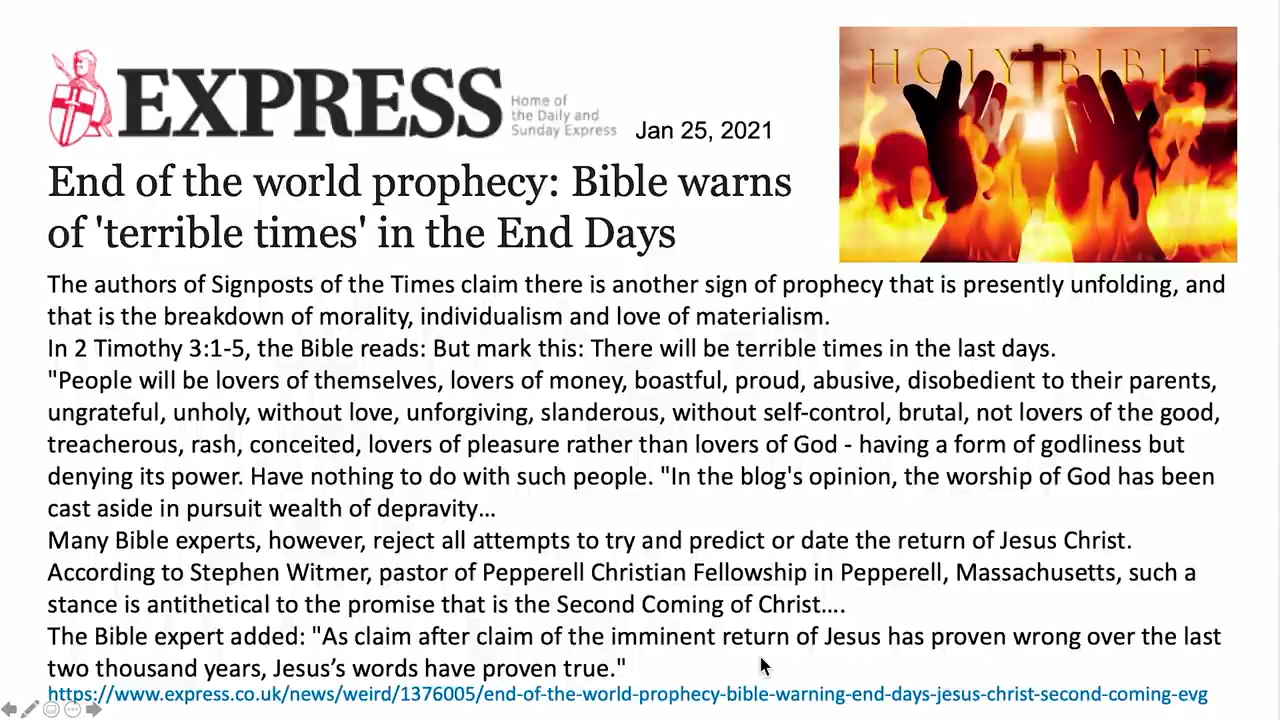 HOLY BIBLE
EXPRESS
Home of
the Daily and
Sunday Express
Jan 25, 2021
End of the world prophecy: Bible warns
of 'terrible times' in the End Days
The authors of Signposts of the Times claim there is another sign of prophecy that is presently unfolding, and
that is the breakdown of morality, individualism and love of materialism.
In 2 Timothy 3:1-5, the Bible reads: But mark this: There will be terrible times in the last days.
"People will be lovers of themselves, lovers of money, boastful, proud, abusive, disobedient to their parents,
ungrateful, unholy, without love, unforgiving, slanderous, without self-control, brutal, not lovers of the good,
treacherous, rash, conceited, lovers of pleasure rather than lovers of God - having a form of godliness but
denying its power. Have nothing to do with such people. "In the blog's opinion, the worship of God has been
cast aside in pursuit wealth of depravity...
Many Bible experts, however, reject all attempts to try and predict or date the return of Jesus Christ.
According to Stephen Witmer, pastor of Pepperell Christian Fellowship in Pepperell, Massachusetts, such a
stance is antithetical to the promise that is the Second Coming of Christ....
The Bible expert added: "As claim after claim of the imminent return of Jesus has proven wrong over the last
two thousand years, Jesus’s words have proven true."
https://www.express.co.uk/news/weird/1376005/end-of-the-world-prophecy-bible-warning-end-days-jesus-christ-second-coming-evg